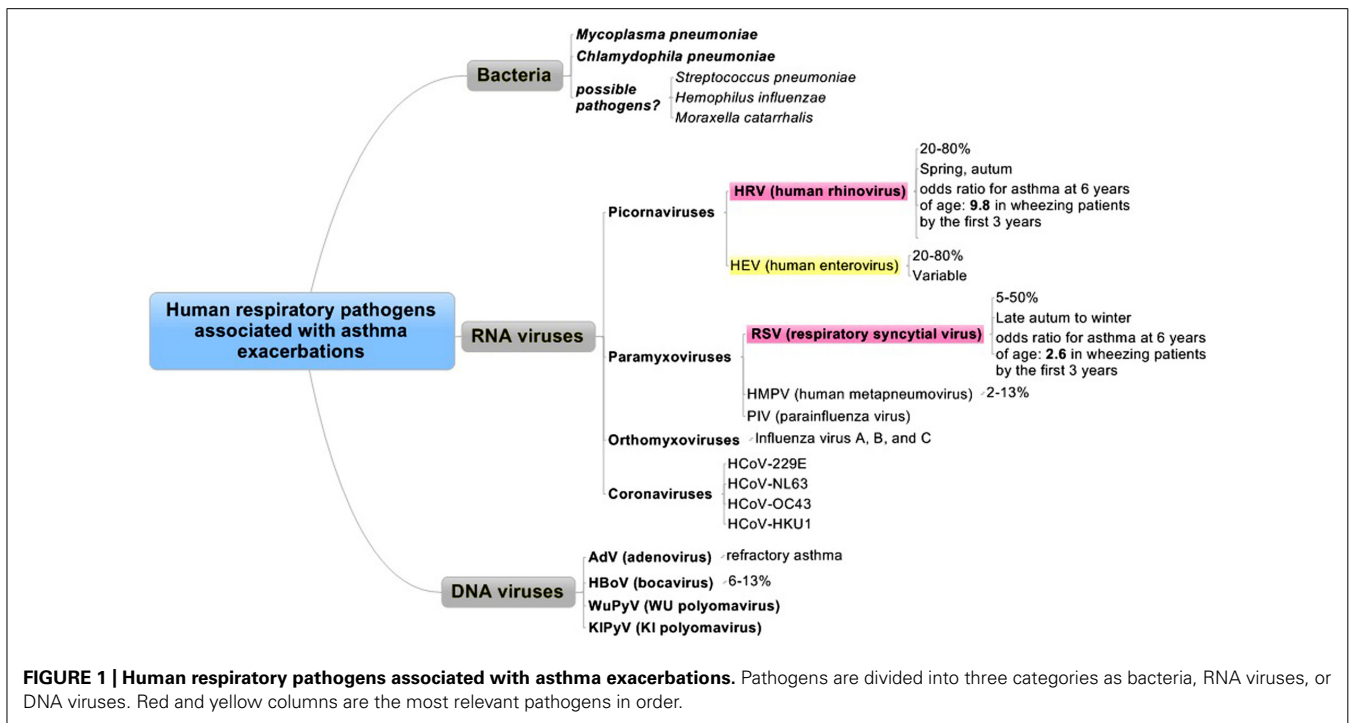 Mycoplasma pneumoniae
Chlamydophila pneumoniae
Bacteria
possible
pathogens?
Streptococcus pneumoniae
Hemophilus influenzae
Moraxella catarrhalis
Human respiratory pathogens
associated with asthma
exacerbations
RNA viruses
Picornaviruses
HRV (human rhinovirus)
20-80%
Spring, autum
odds ratio for asthma at 6 years
of age: 9.8 in wheezing patients
by the first 3 years
HEV (human enterovirus)
20-80%
Variable
Paramyxoviruses
RSV (respiratory syncytial virus)
5-50%
Late autum to winter
odds ratio for asthma at 6 years
of age: 2.6 in wheezing patients
by the first 3 years
HMPV (human metapneumovirus)
2-13%
PIV (parainfluenza virus)
Orthomyxoviruses
Influenza virus A, B, and C
Coronaviruses
HCoV-229E
HCoV-NL63
HCoV-OC43
HCoV-HKU1
DNA viruses
AdV (adenovirus)
refractory asthma
HBoV (bocavirus)
6-13%
WuPyV (WU polyomavirus)
KIPyV (KI polyomavirus)
FIGURE 1 | Human respiratory pathogens associated with asthma exacerbations. Pathogens are divided into three categories as bacteria, RNA viruses, or
DNA viruses. Red and yellow columns are the most relevant pathogens in order.